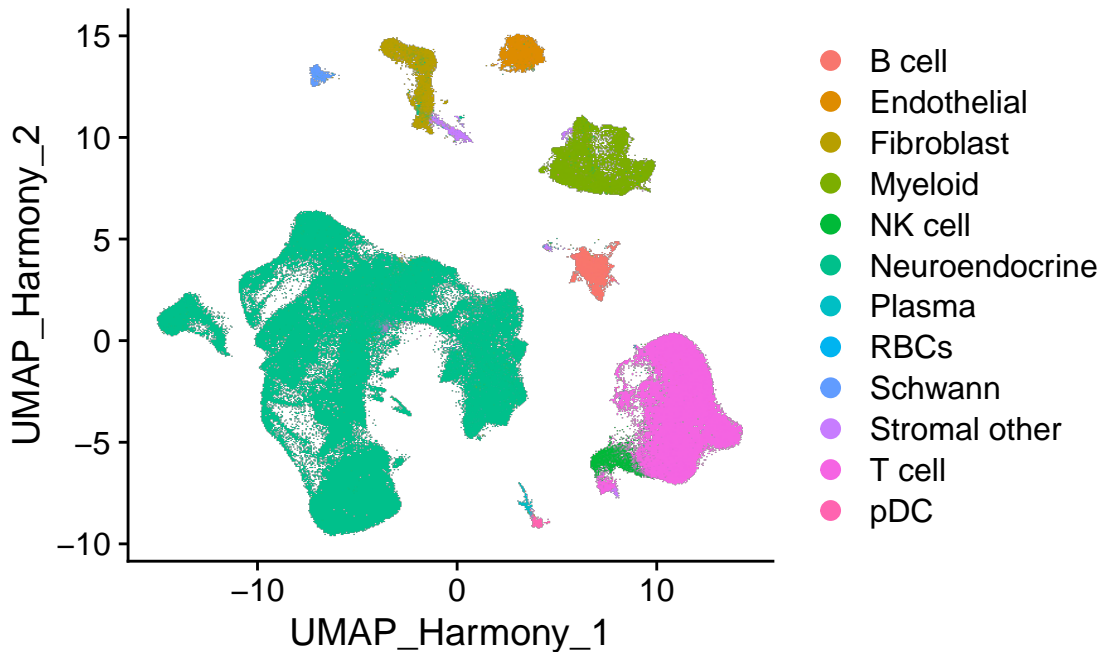 15
10
5
0
−5
−10
UMAP_Harmony_2
−10 0 10
UMAP_Harmony_1
B cell
Endothelial
Fibroblast
Myeloid
NK cell
Neuroendocrine
Plasma
RBCs
Schwann
Stromal other
T cell
pDC